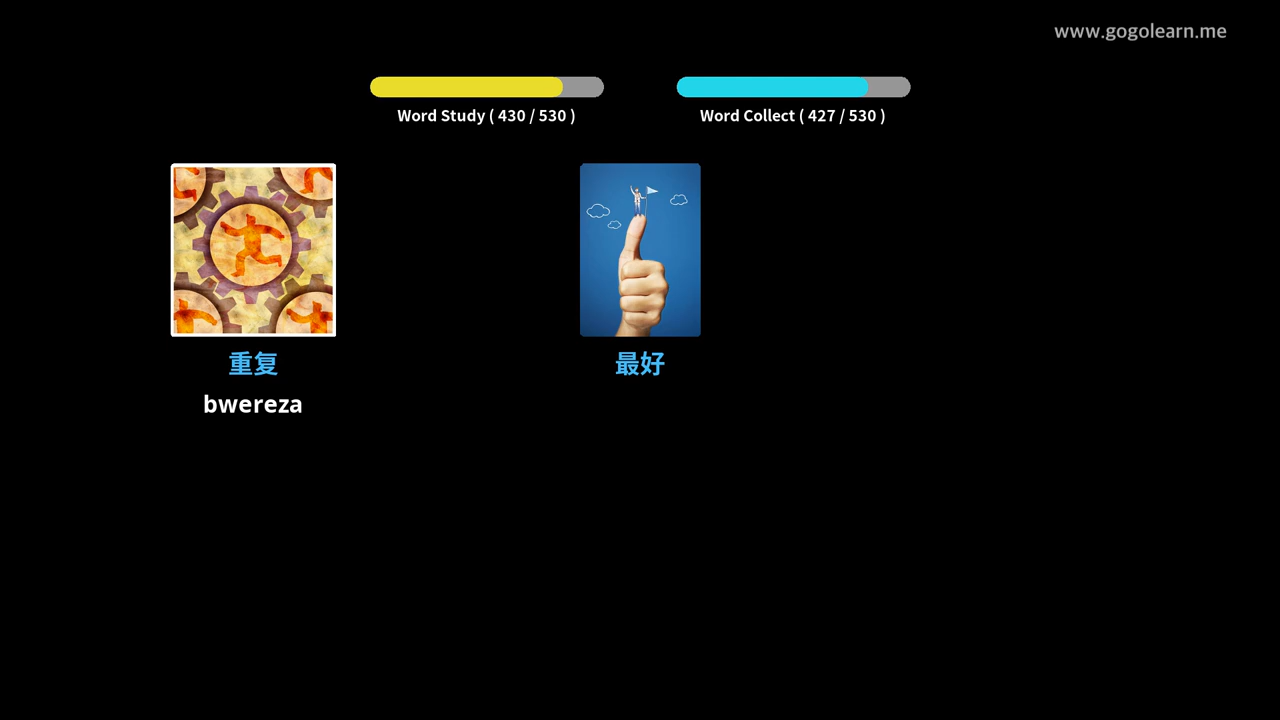 www.gogolearn.me
Word Study ( 430 / 530 )
Word Collect ( 427 / 530 )
重复
bwereza
最好